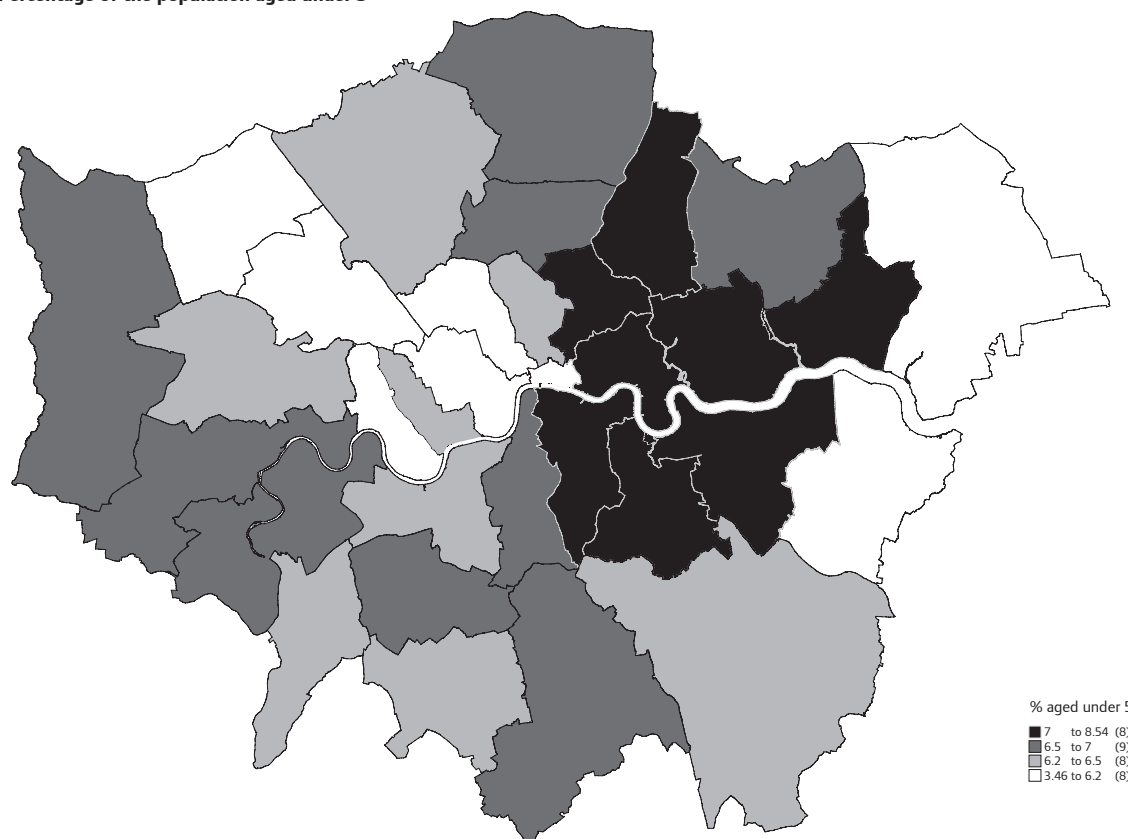 Percentage of the population aged under 5
% aged under 5
7 to 8.54 (8)
6.5 to 7 (9)
6.2 to 6.5 (8)
3.46 to 6.2 (8)